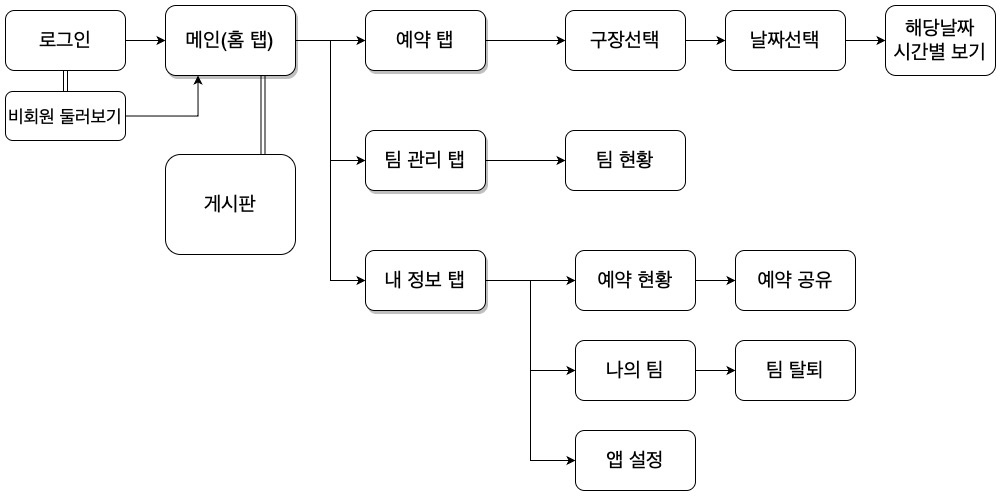 로그인
메인(홈 탭)
예약 탭
구장선택
날짜선택
해당날짜
시간별 보기
비회원 둘러보기
게시판
팀 관리 탭
팀 현황
내 정보 탭
예약 현황
예약 공유
나의 팀
팀 탈퇴
앱 설정